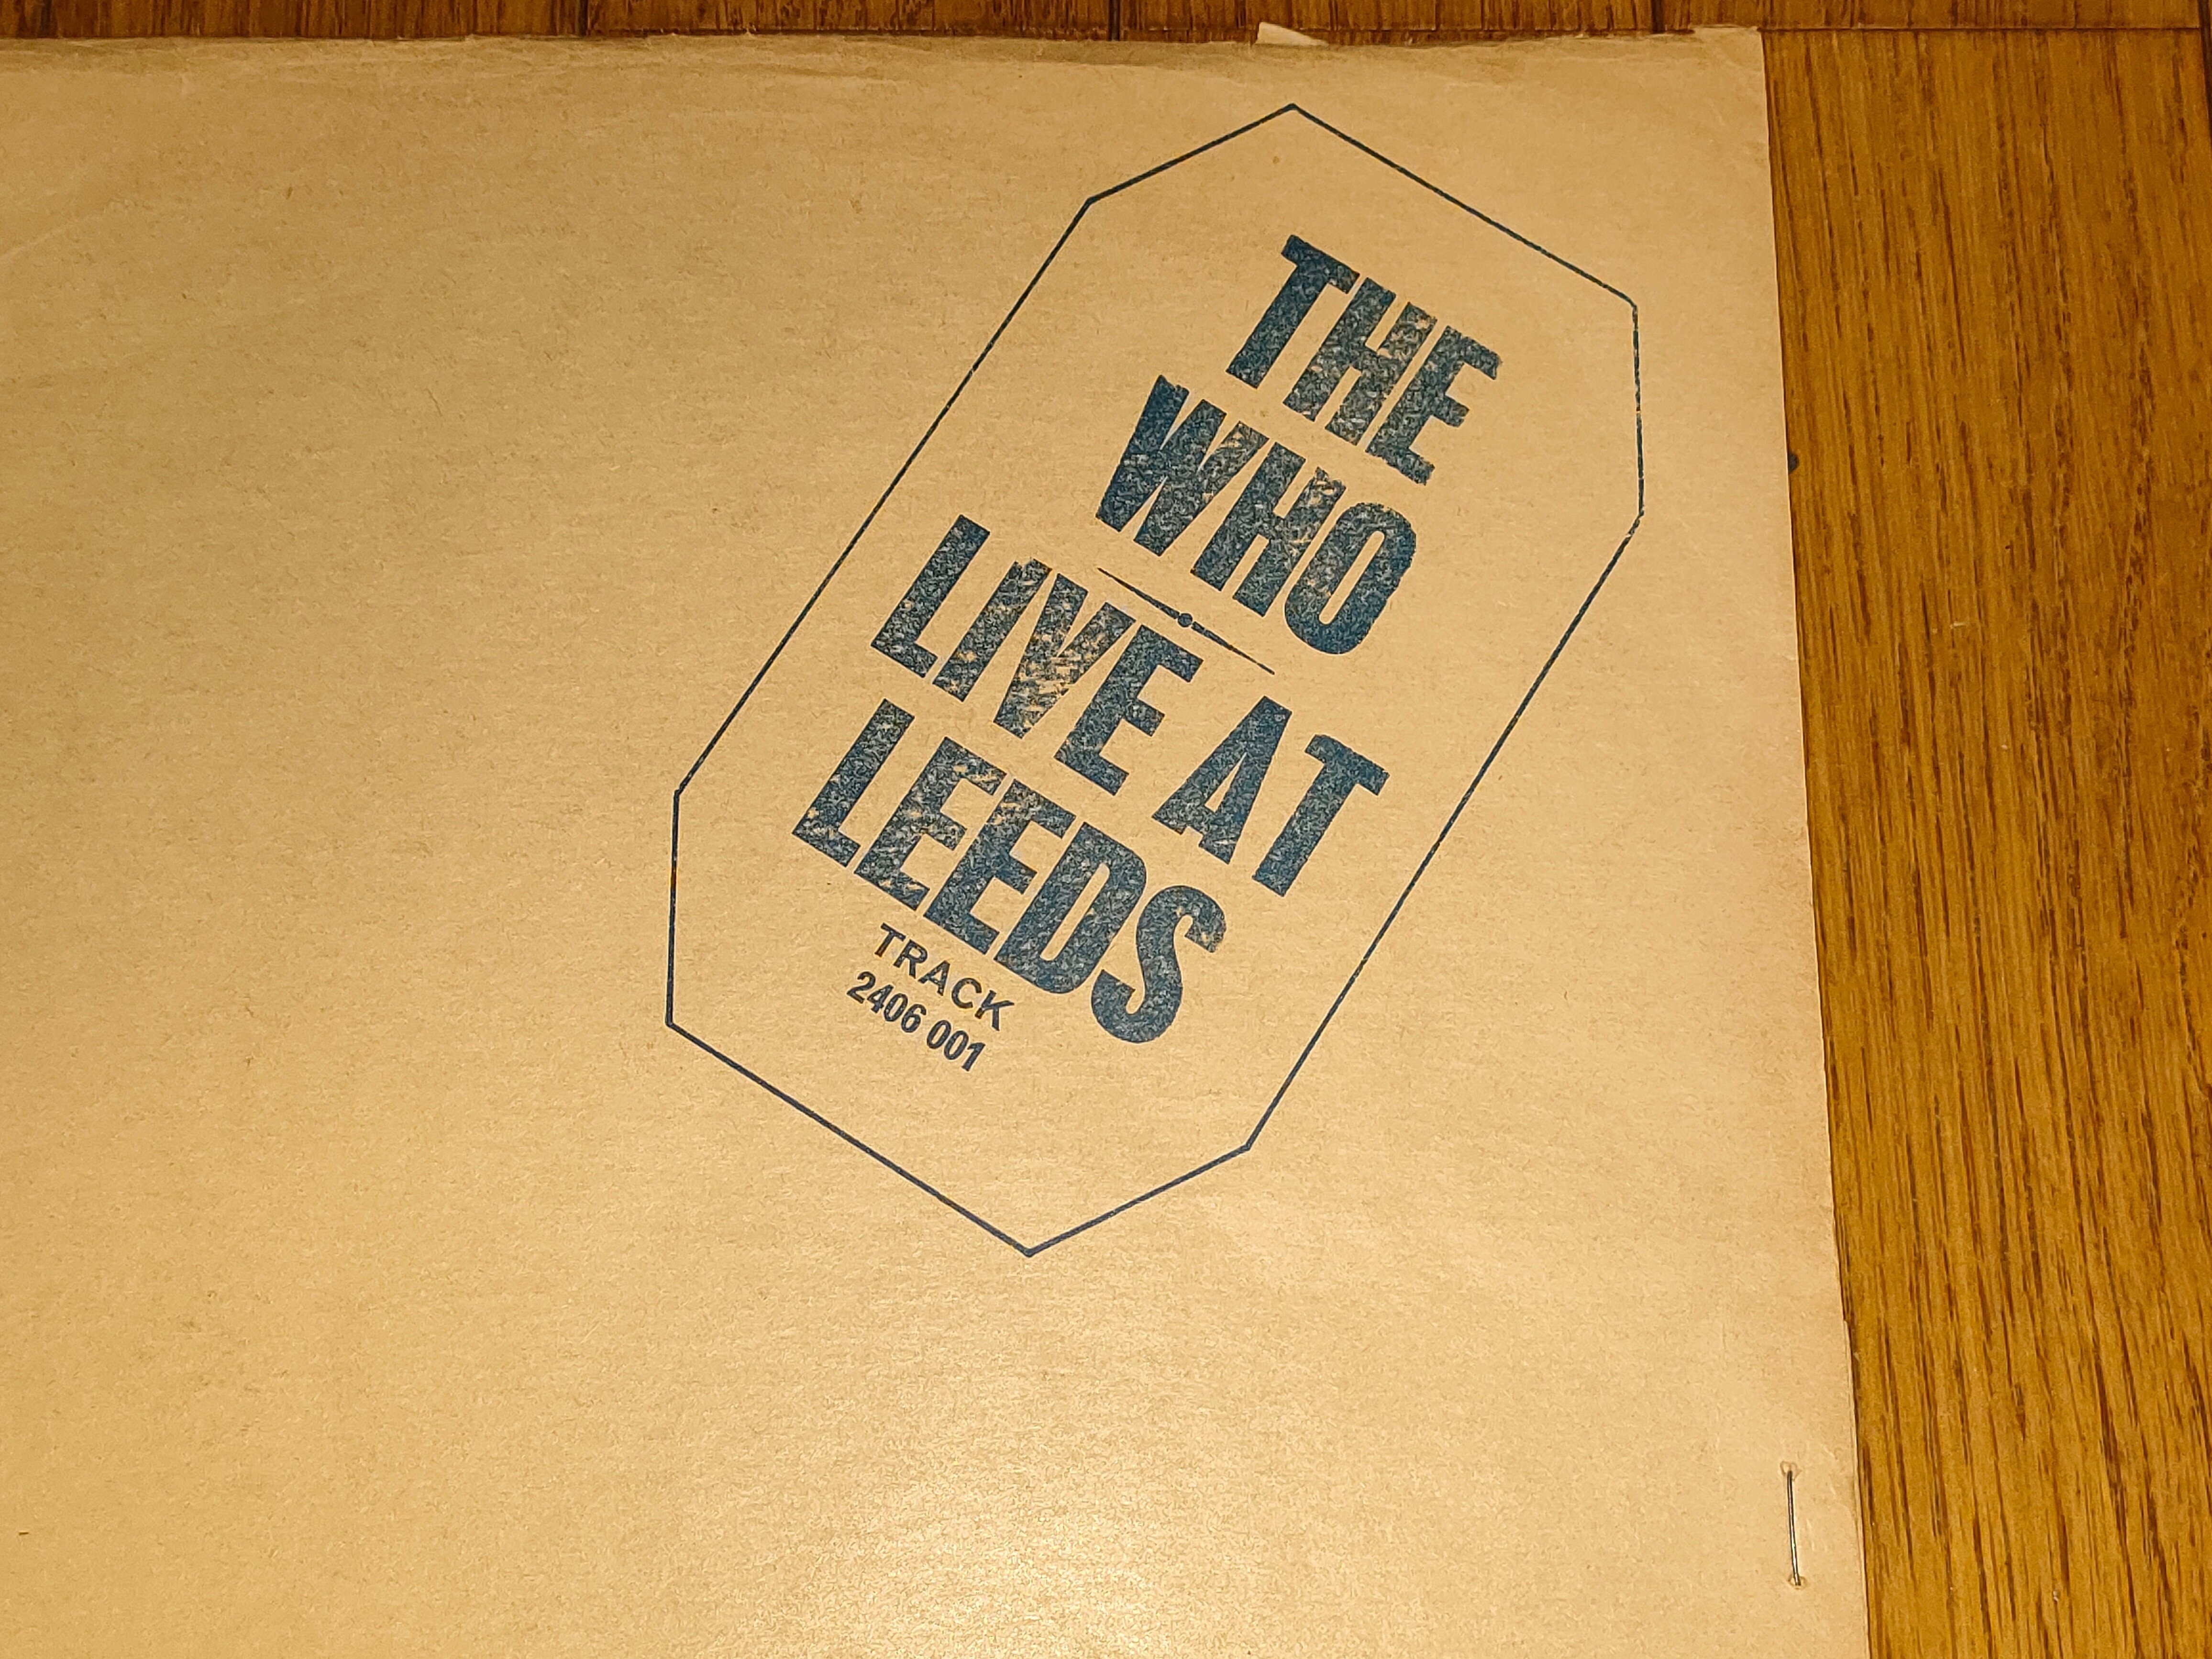 THE
WHO
LIVE AT
LEEDS
TRACK
2406 001